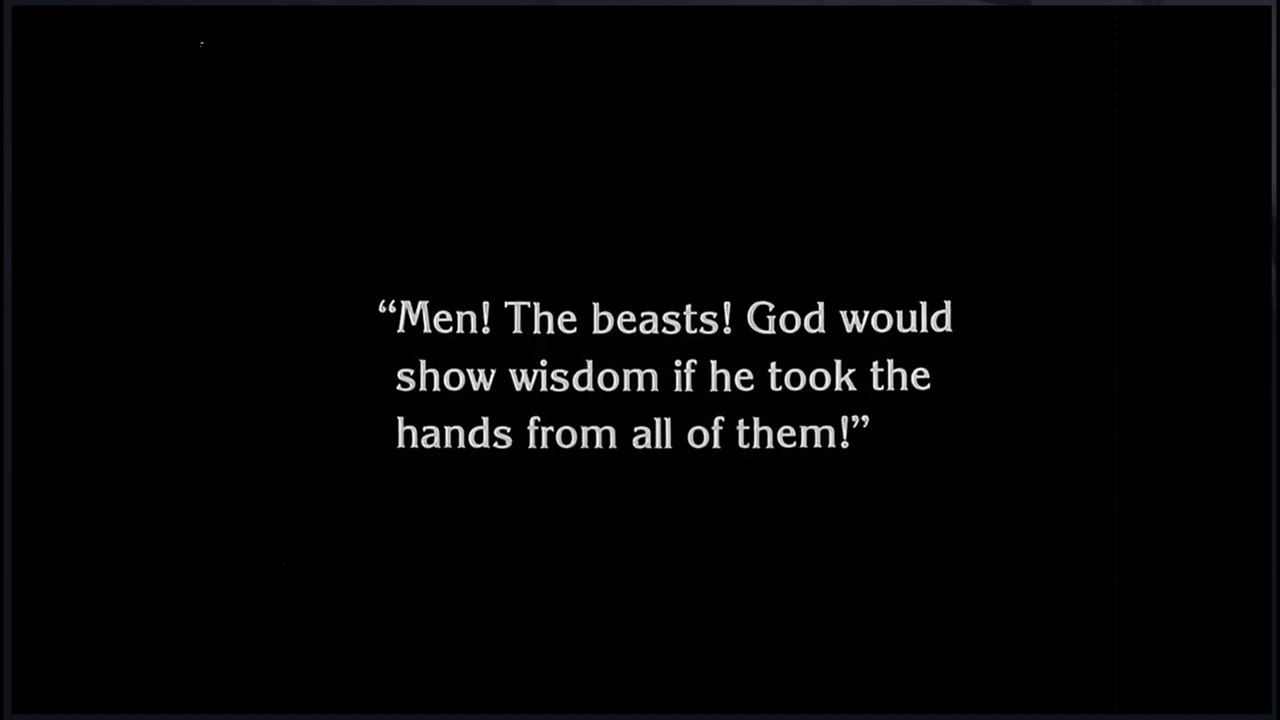 “Men! The beasts! God would
show wisdom if he took the
hands from all of them!”